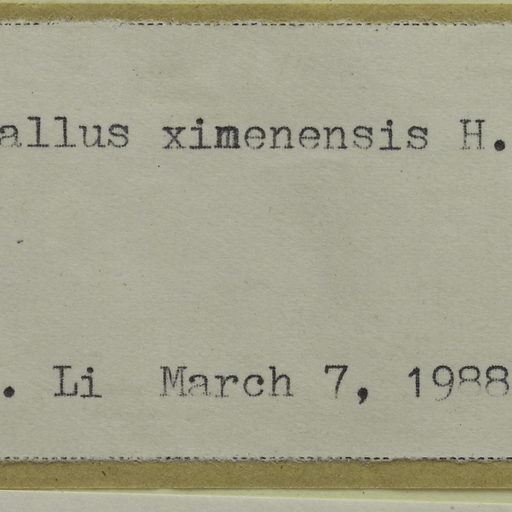 allus ximenensis H.
. Li March 7, 1988